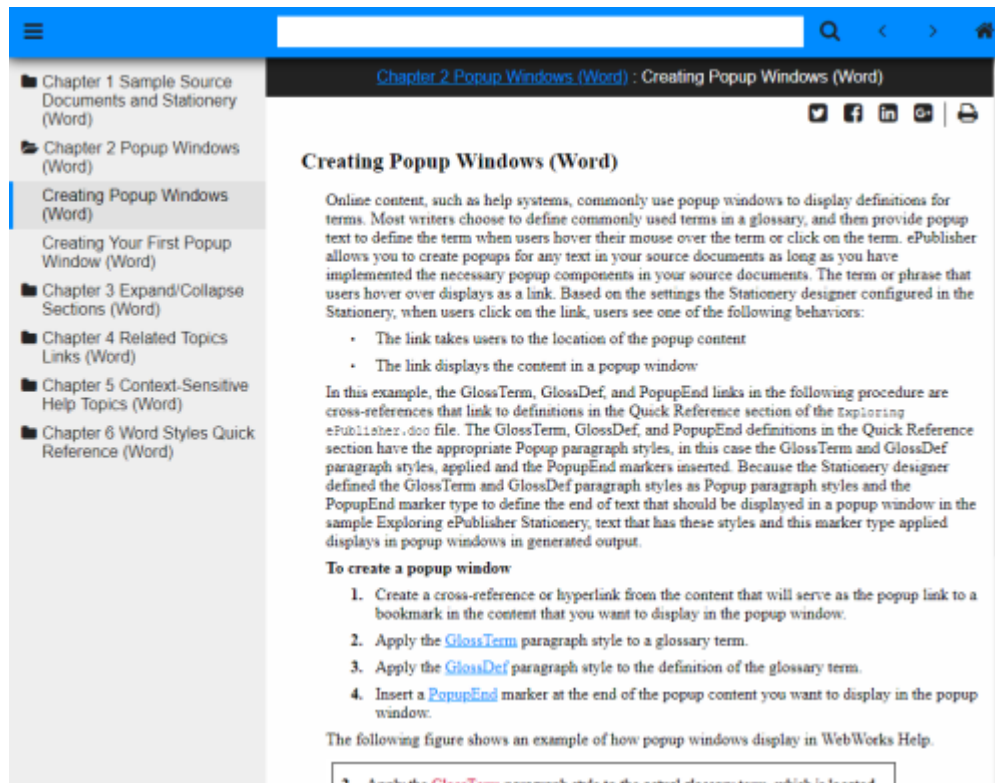 Chapter 1 Sample Source
Documents and Stationery
(Word)
Chapter 2 Popup Windows
(Word)
Creating Popup Windows
(Word)
Creating Your First Popup
Window (Word)
Chapter 3 Expand/Collapse
Sections (Word)
Chapter 4 Related Topics
Links (Word)
Chapter 5 Context-Sensitive
Help Topics (Word)
Chapter 6 Word Styles Quick
Reference (Word)
Chapter 2 Popup Windows (Word) : Creating Popup Windows (Word)
Creating Popup Windows (Word)
Online content, such as help systems, commonly use popup windows to display definitions for
terms. Most writers choose to define commonly used terms in a glossary, and then provide popup
text to define the term when users hover their mouse over the term or click on the term. ePublisher
allows you to create popups for any text in your source documents as long as you have
implemented the necessary popup components in your source documents. The term or phrase that
users hover over displays as a link. Based on the settings the Stationery designer configured in the
Stationery, when users click on the link, users see one of the following behaviors:
• The link takes users to the location of the popup content
• The link displays the content in a popup window
In this example, the GlossTerm, GlossDef, and PopupEnd links in the following procedure are
cross-references that link to definitions in the Quick Reference section of the Exploring
ePublisher.doc file. The GlossTerm, GlossDef, and PopupEnd definitions in the Quick Reference
section have the appropriate Popup paragraph styles, in this case the GlossTerm and GlossDef
paragraph styles, applied and the PopupEnd markers inserted. Because the Stationery designer
defined the GlossTerm and GlossDef paragraph styles as Popup paragraph styles and the
PopupEnd marker type to define the end of text that should be displayed in a popup window in the
sample Exploring ePublisher Stationery, text that has these styles and this marker type applied
displays in popup windows in generated output.
To create a popup window
1. Create a cross-reference or hyperlink from the content that will serve as the popup link to a
bookmark in the content that you want to display in the popup window.
2. Apply the GlossTerm paragraph style to a glossary term.
3. Apply the GlossDef paragraph style to the definition of the glossary term.
4. Insert a PopupEnd marker at the end of the popup content you want to display in the popup
window.
The following figure shows an example of how popup windows display in WebWorks Help.
2. Apply the GlossTerm paragraph style to the actual glossary term, which is located